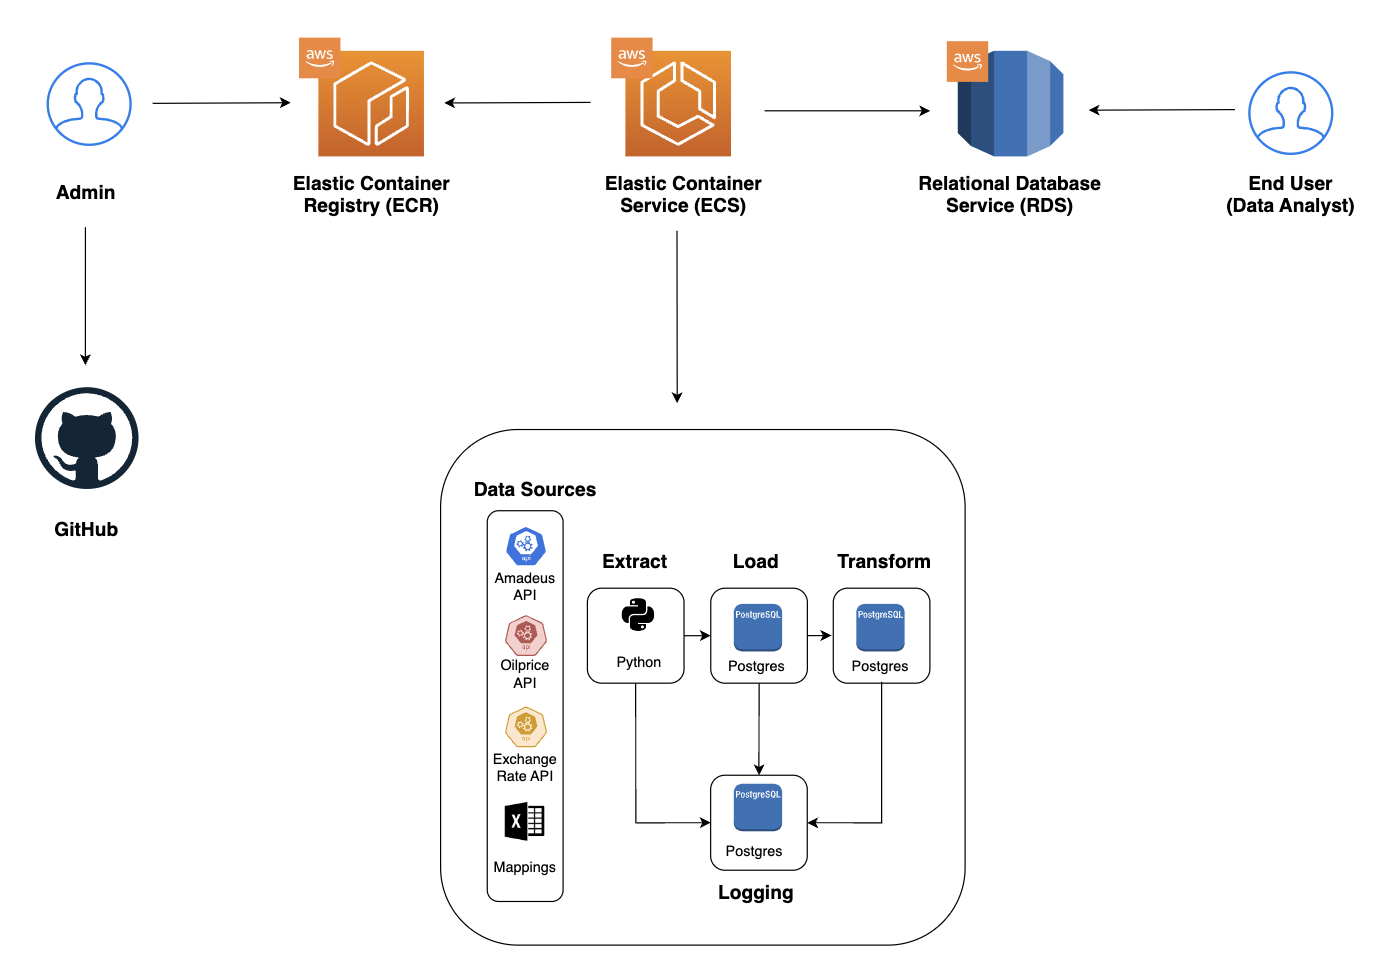 aws
aws
aws
Admin
Elastic Container
Registry (ECR)
Elastic Container
Service (ECS)
Relational Database
Service (RDS)
End User
(Data Analyst)
GitHub
Data Sources
api
Amadeus
API
api
Oilprice
API
api
Exchange
Rate API
X
Mappings
Extract
Load
Transform
Python
PostgreSQL
Postgres
PostgreSQL
Postgres
PostgreSQL
Postgres
Logging